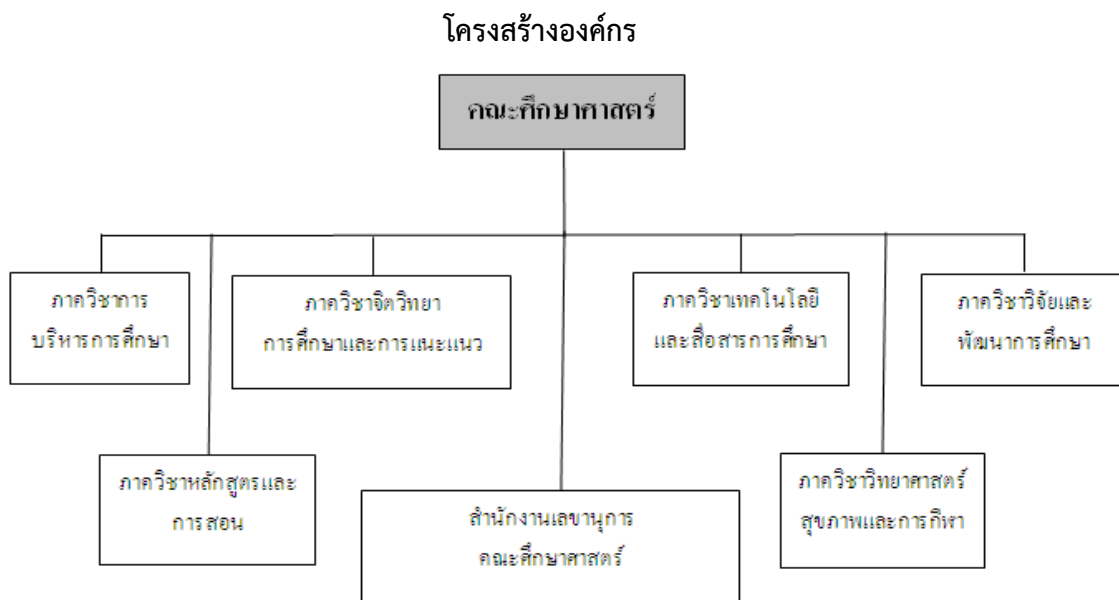 โครงสร้างองค์กร
คณะศึกษาศาสตร์
ภาควิชาการ
บริหารการศึกษา
ภาควิชาจิตวิทยา
การศึกษาและการแนะแนว
ภาควิชาเทคโนโลยี
และสื่อสารการศึกษา
ภาควิชาวิจัยและ
พัฒนาการศึกษา
ภาควิชาหลักสูตรและ
การสอน
สำนักงานเลขานุการ
คณะศึกษาศาสตร์
ภาควิชาวิทยาศาสตร์
สุขภาพและการกีฬา